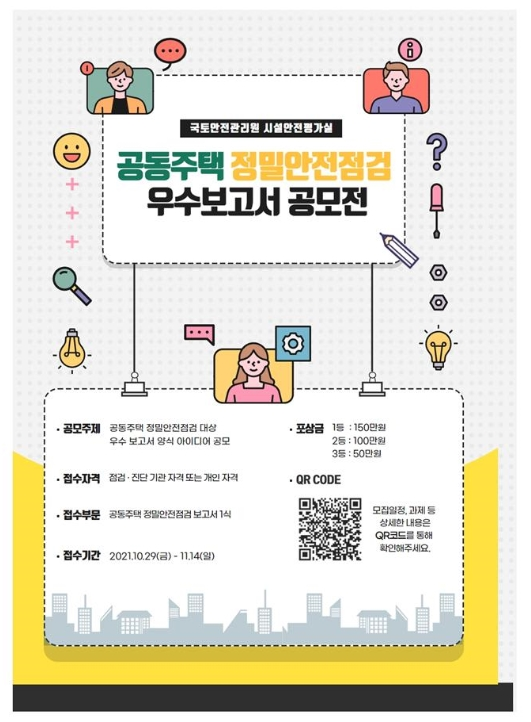 국토안전관리원 시설안전평가실
공동주택 정밀안전점검
우수보고서 공모전
· 공모주제 공동주택 정밀안전점검 대상
우수 보고서 양식 아이디어 공모
· 접수자격 점검 · 진단 기관 자격 또는 개인 자격
· 접수부문 공동주택 정밀안전점검 보고서 1식
· 접수기간 2021.10.29(금) - 11.14(일)
· 포상금 1등 : 150만원
2등 : 100만원
3등 : 50만원
· QR CODE
모집일정, 과제 등
상세한 내용은
QR코드를 통해
확인해주세요.